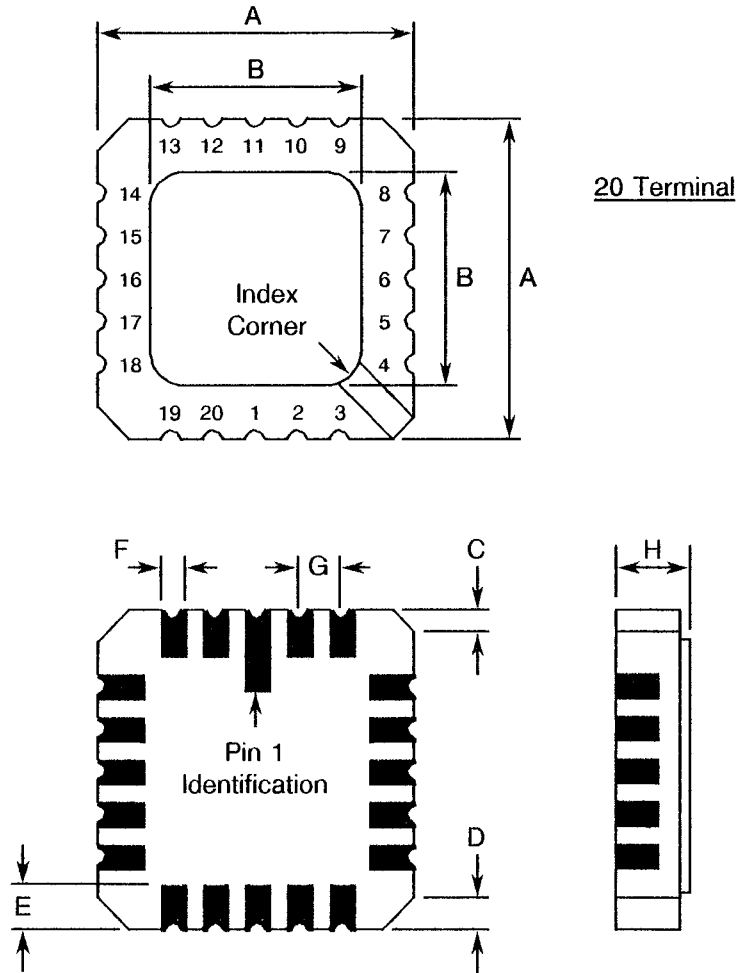 A
B
13 12 11 10 9
20 Terminal
14
15
16
17
18
8
7
6
5
4
Index
Corner
B
A
19 20 1 2 3
F
G
C
H
Pin 1
Identification
D
E